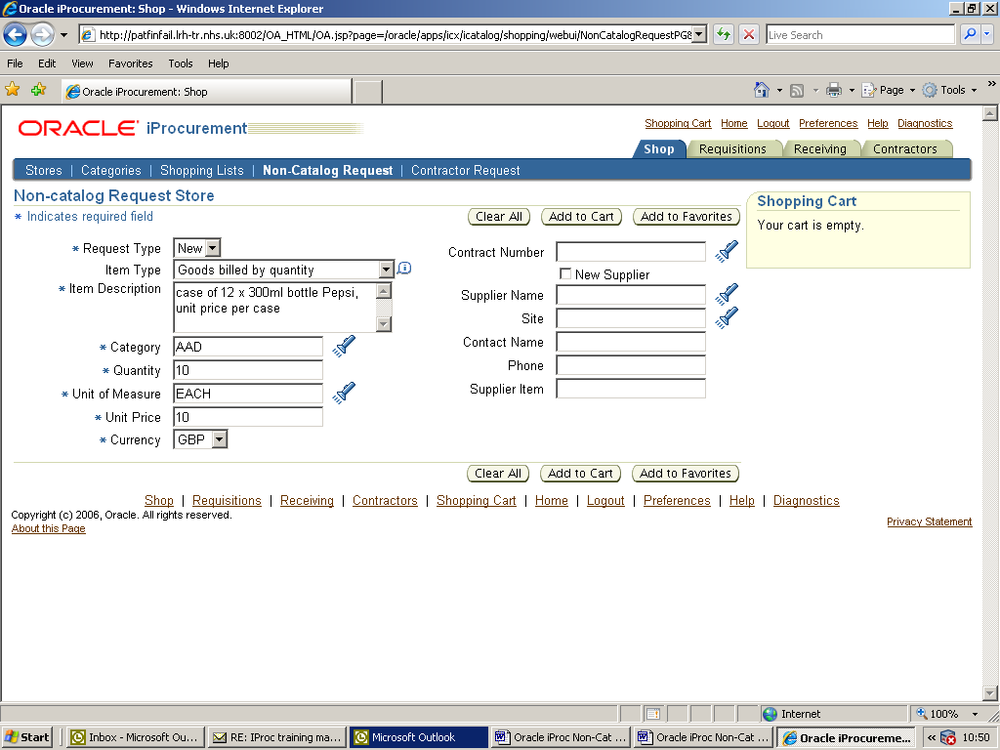 Oracle iProcurement: Shop - Windows Internet Explorer
http://patfinfail.lrh-tr.nhs.uk:8002/OA_HTML/OA.jsp?page=/oracle/apps/icx/icatalog/shopping/webui/NonCatalogRequestPG&
Live Search
File Edit View Favorites Tools Help
Oracle iProcurement: Shop
Page Tools »
ORACLE iProcurement
Shopping Cart Home Logout Preferences Help Diagnostics
Shop Requisitions Receiving Contractors
Stores | Categories | Shopping Lists | Non-Catalog Request | Contractor Request
Non-catalog Request Store
* Indicates required field
Clear All Add to Cart Add to Favorites
Shopping Cart
Your cart is empty.
* Request Type New
Item Type Goods billed by quantity
* Item Description case of 12 x 300ml bottle Pepsi,
unit price per case
* Category AAD
* Quantity 10
* Unit of Measure EACH
* Unit Price 10
* Currency GBP
Contract Number
New Supplier
Supplier Name
Site
Contact Name
Phone
Supplier Item
Clear All Add to Cart Add to Favorites
Shop | Requisitions | Receiving | Contractors | Shopping Cart | Home | Logout | Preferences | Help | Diagnostics
Copyright (c) 2006, Oracle. All rights reserved.
About this Page
Privacy Statement
Internet 100%
Start Inbox - Microsoft Ou... RE: IProc training ma... Microsoft Outlook Oracle iProc Non-Cat ... Oracle iProc Non-Cat ... Oracle iProcureme... « 10:50